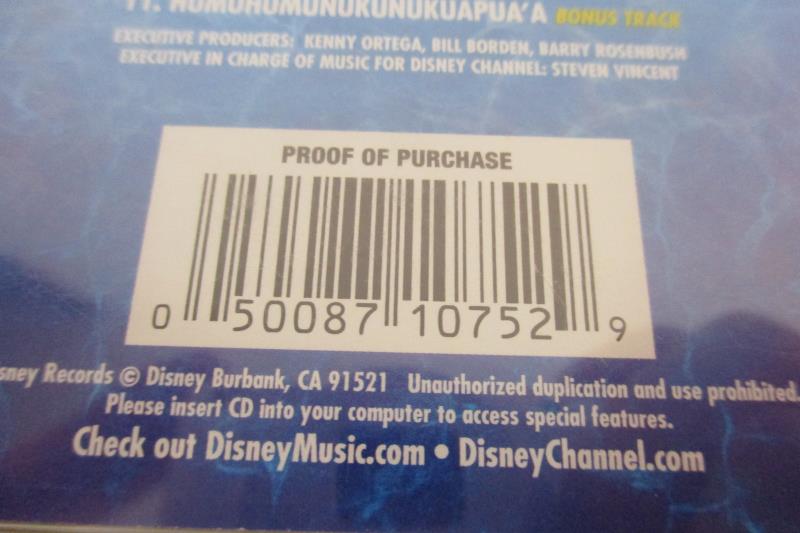 11. HUMUHUMUNUKUNUKUAPUA'A BONUS TRACK
EXECUTIVE PRODUCERS: KENNY ORTEGA, BILL BORDEN, BARRY ROSENBUSH
EXECUTIVE IN CHARGE OF MUSIC FOR DISNEY CHANNEL: STEVEN VINCENT
PROOF OF PURCHASE
0 50087 10752 9
sney Records © Disney Burbank, CA 91521 Unauthorized duplication and use prohibited.
Please insert CD into your computer to access special features.
Check out DisneyMusic.com • DisneyChannel.com